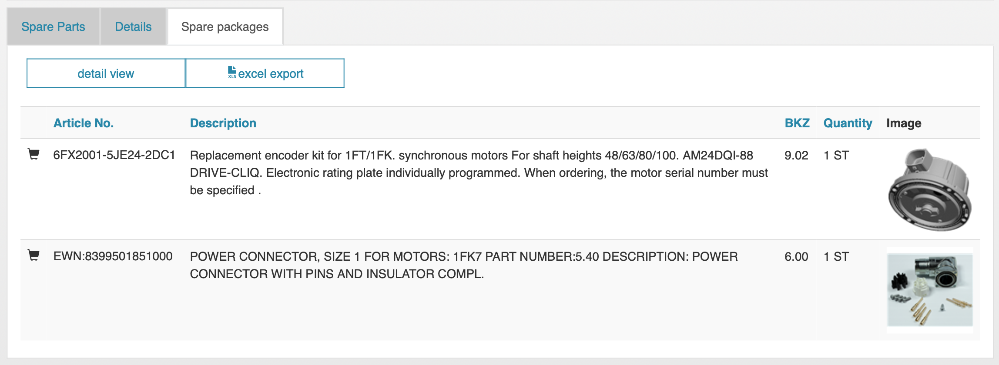 Spare Parts Details Spare packages
detail view XLS excel export
Article No. Description BKZ Quantity Image
6FX2001-5JE24-2DC1 Replacement encoder kit for 1FT/1FK. synchronous motors For shaft heights 48/63/80/100. AM24DQI-88 9.02 1 ST
DRIVE-CLIQ. Electronic rating plate individually programmed. When ordering, the motor serial number must
be specified .
EWN:8399501851000 POWER CONNECTOR, SIZE 1 FOR MOTORS: 1FK7 PART NUMBER:5.40 DESCRIPTION: POWER 6.00 1 ST
CONNECTOR WITH PINS AND INSULATOR COMPL.